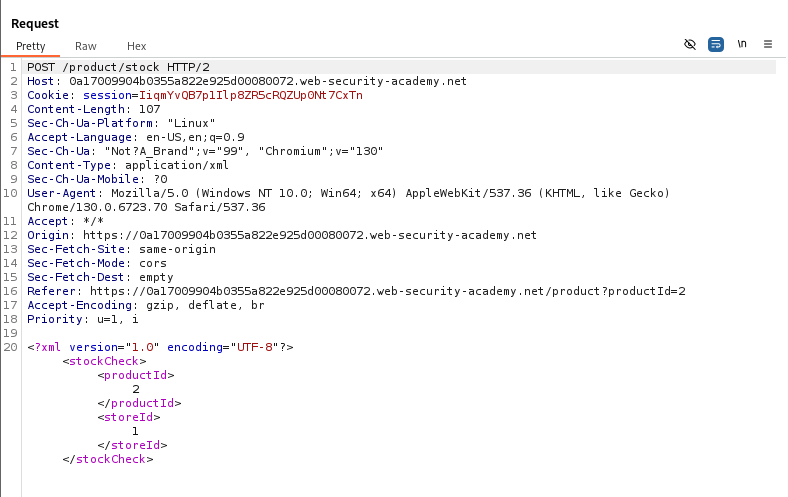 Request
Pretty Raw Hex
\n
1 POST /product/stock HTTP/2
2 Host: 0a17009904b0355a822e925d00080072.web-security-academy.net
3 Cookie: session=IiqmYvQB7p1Ilp8ZR5cRQZUp0Nt7CxTn
4 Content-Length: 107
5 Sec-Ch-Ua-Platform: "Linux"
6 Accept-Language: en-US,en;q=0.9
7 Sec-Ch-Ua: "Not?A_Brand";v="99", "Chromium";v="130"
8 Content-Type: application/xml
9 Sec-Ch-Ua-Mobile: ?0
10 User-Agent: Mozilla/5.0 (Windows NT 10.0; Win64; x64) AppleWebKit/537.36 (KHTML, like Gecko)
Chrome/130.0.6723.70 Safari/537.36
11 Accept: */*
12 Origin: https://0a17009904b0355a822e925d00080072.web-security-academy.net
13 Sec-Fetch-Site: same-origin
14 Sec-Fetch-Mode: cors
15 Sec-Fetch-Dest: empty
16 Referer: https://0a17009904b0355a822e925d00080072.web-security-academy.net/product?productId=2
17 Accept-Encoding: gzip, deflate, br
18 Priority: u=1, i
19
20 <?xml version="1.0" encoding="UTF-8"?>
<stockCheck>
<productId>
2
</productId>
<storeId>
1
</storeId>
</stockCheck>